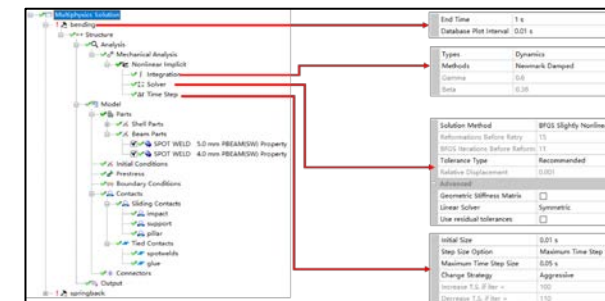 Multiphysics Solution
bending
Structure
Analysis
Mechanical Analysis
Nonlinear Implicit
Integration
Solver
Time Step
Model
Parts
Shell Parts
Beam Parts
SPOT WELD 5.0 mm PBEAM(SW) Property
SPOT WELD 4.0 mm PBEAM(SW) Property
Initial Conditions
Prestress
Boundary Conditions
Contacts
Sliding Contacts
impact
support
pillar
Tied Contacts
spotwelds
glue
Connectors
Output
springback
End Time 1 s
Database Plot Interval 0.01 s
Types Dynamics
Methods Newmark Damped
Gamma 0.6
Beta
Solution Method BFGS Slightly Nonline
Reformations Before Retry 15
BFGS Iterations Before Reform 11
Tolerance Type Recommended
Relative Displacement 0.001
Advanced
Geometric Stiffness Matrix
Linear Solver Symmetric
Use residual tolerances
Initial Size 0.01 s
Step Size Option Maximum Time Step
Maximum Time Step Size 0.05 s
Change Strategy Aggressive
Increase T.S. if Iter < 100
Decrease T.S. if Iter > 110